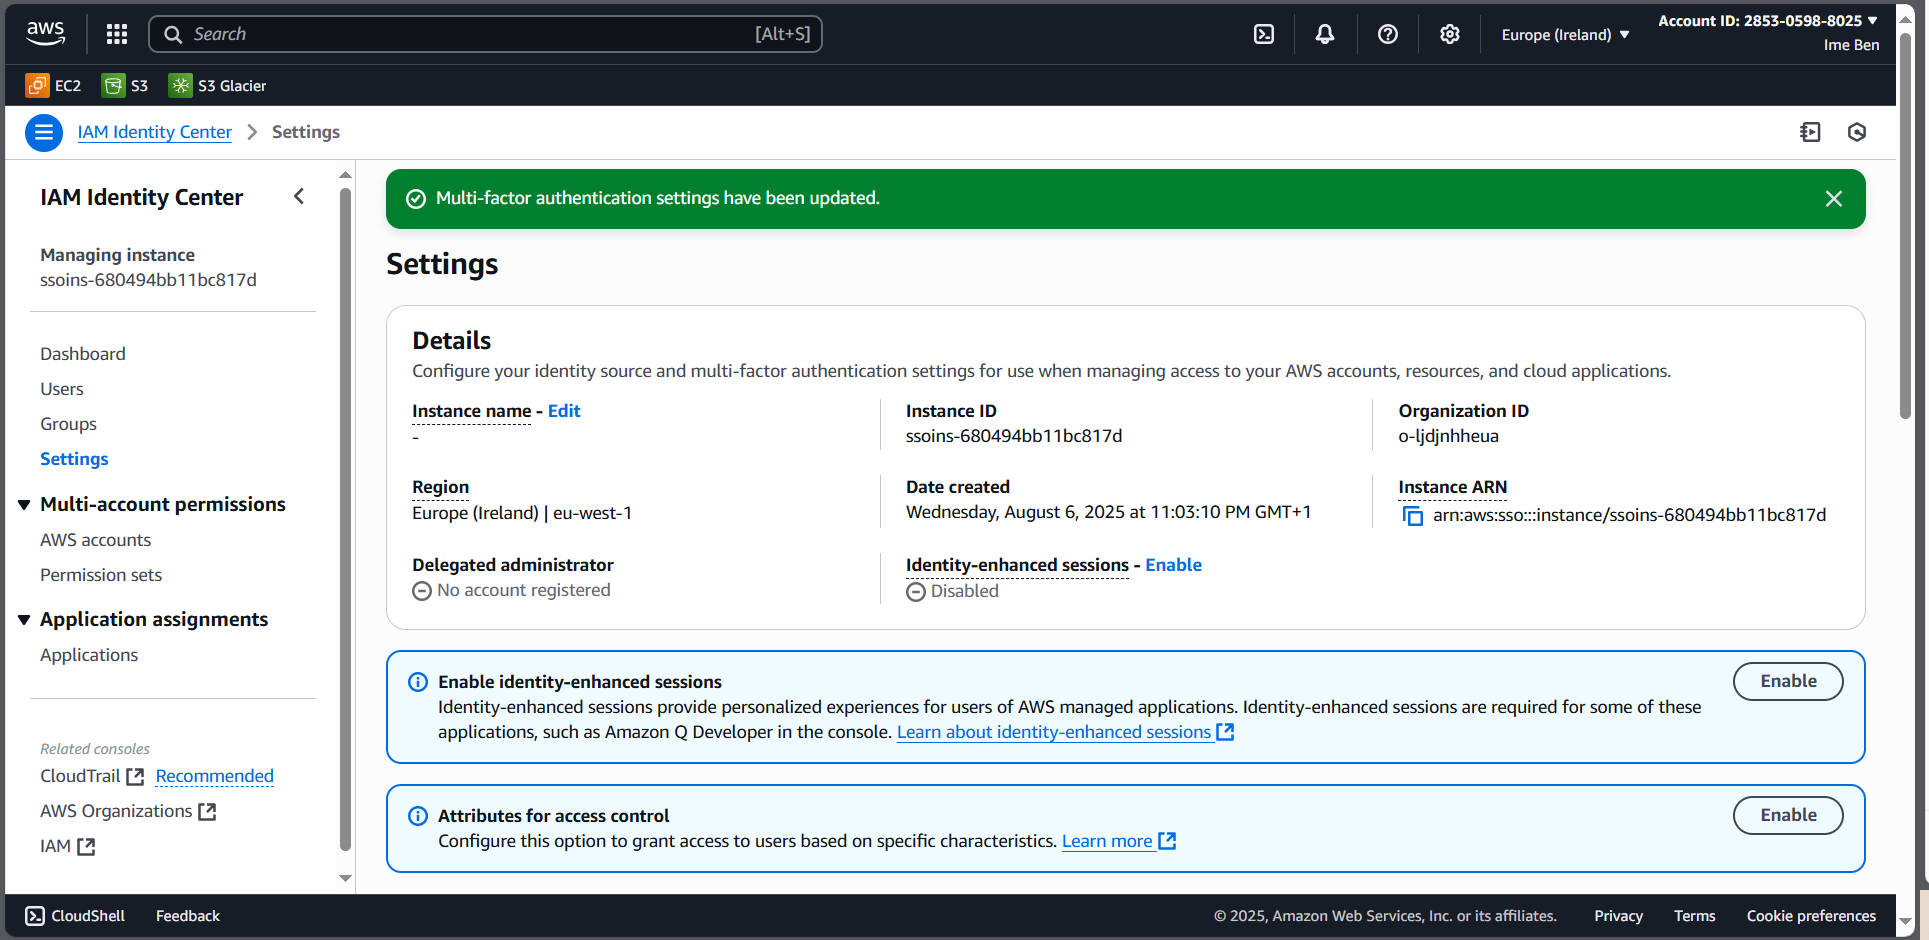 aws
Search
[Alt+S]
Europe (Ireland)
Account ID: 2853-0598-8025
Ime Ben
EC2
S3
S3 Glacier
IAM Identity Center
Settings
IAM Identity Center
Managing instance
ssoins-680494bb11bc817d
Dashboard
Users
Groups
Settings
Multi-account permissions
AWS accounts
Permission sets
Application assignments
Applications
Related consoles
CloudTrail Recommended
AWS Organizations
IAM
Multi-factor authentication settings have been updated.
Settings
Details
Configure your identity source and multi-factor authentication settings for use when managing access to your AWS accounts, resources, and cloud applications.
Instance name - Edit
-
Instance ID
ssoins-680494bb11bc817d
Organization ID
o-ljdjnhheua
Region
Europe (Ireland) | eu-west-1
Date created
Wednesday, August 6, 2025 at 11:03:10 PM GMT+1
Instance ARN
arn:aws:sso:::instance/ssoins-680494bb11bc817d
Delegated administrator
No account registered
Identity-enhanced sessions - Enable
Disabled
Enable identity-enhanced sessions
Identity-enhanced sessions provide personalized experiences for users of AWS managed applications. Identity-enhanced sessions are required for some of these
applications, such as Amazon Q Developer in the console. Learn about identity-enhanced sessions
Enable
Attributes for access control
Configure this option to grant access to users based on specific characteristics. Learn more
Enable
CloudShell
Feedback
© 2025, Amazon Web Services, Inc. or its affiliates.
Privacy
Terms
Cookie preferences